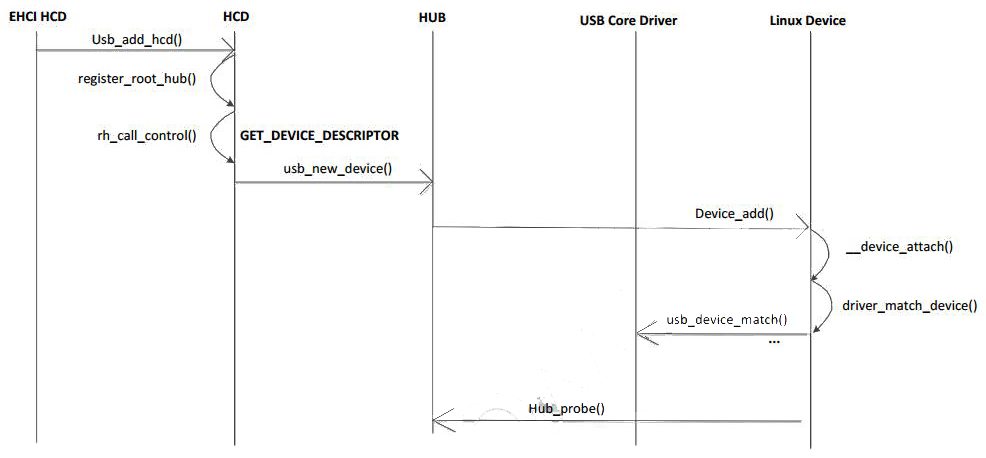 EHCI HCD
HCD
HUB
USB Core Driver
Linux Device
Usb_add_hcd()
register_root_hub()
rh_call_control()
GET_DEVICE_DESCRIPTOR
usb_new_device()
Device_add()
__device_attach()
driver_match_device()
usb_device_match()
...
Hub_probe()